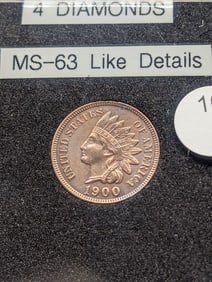 4 DIAMONDS
MS-63 Like Details
UNITED STATES OF AMERICA
1900